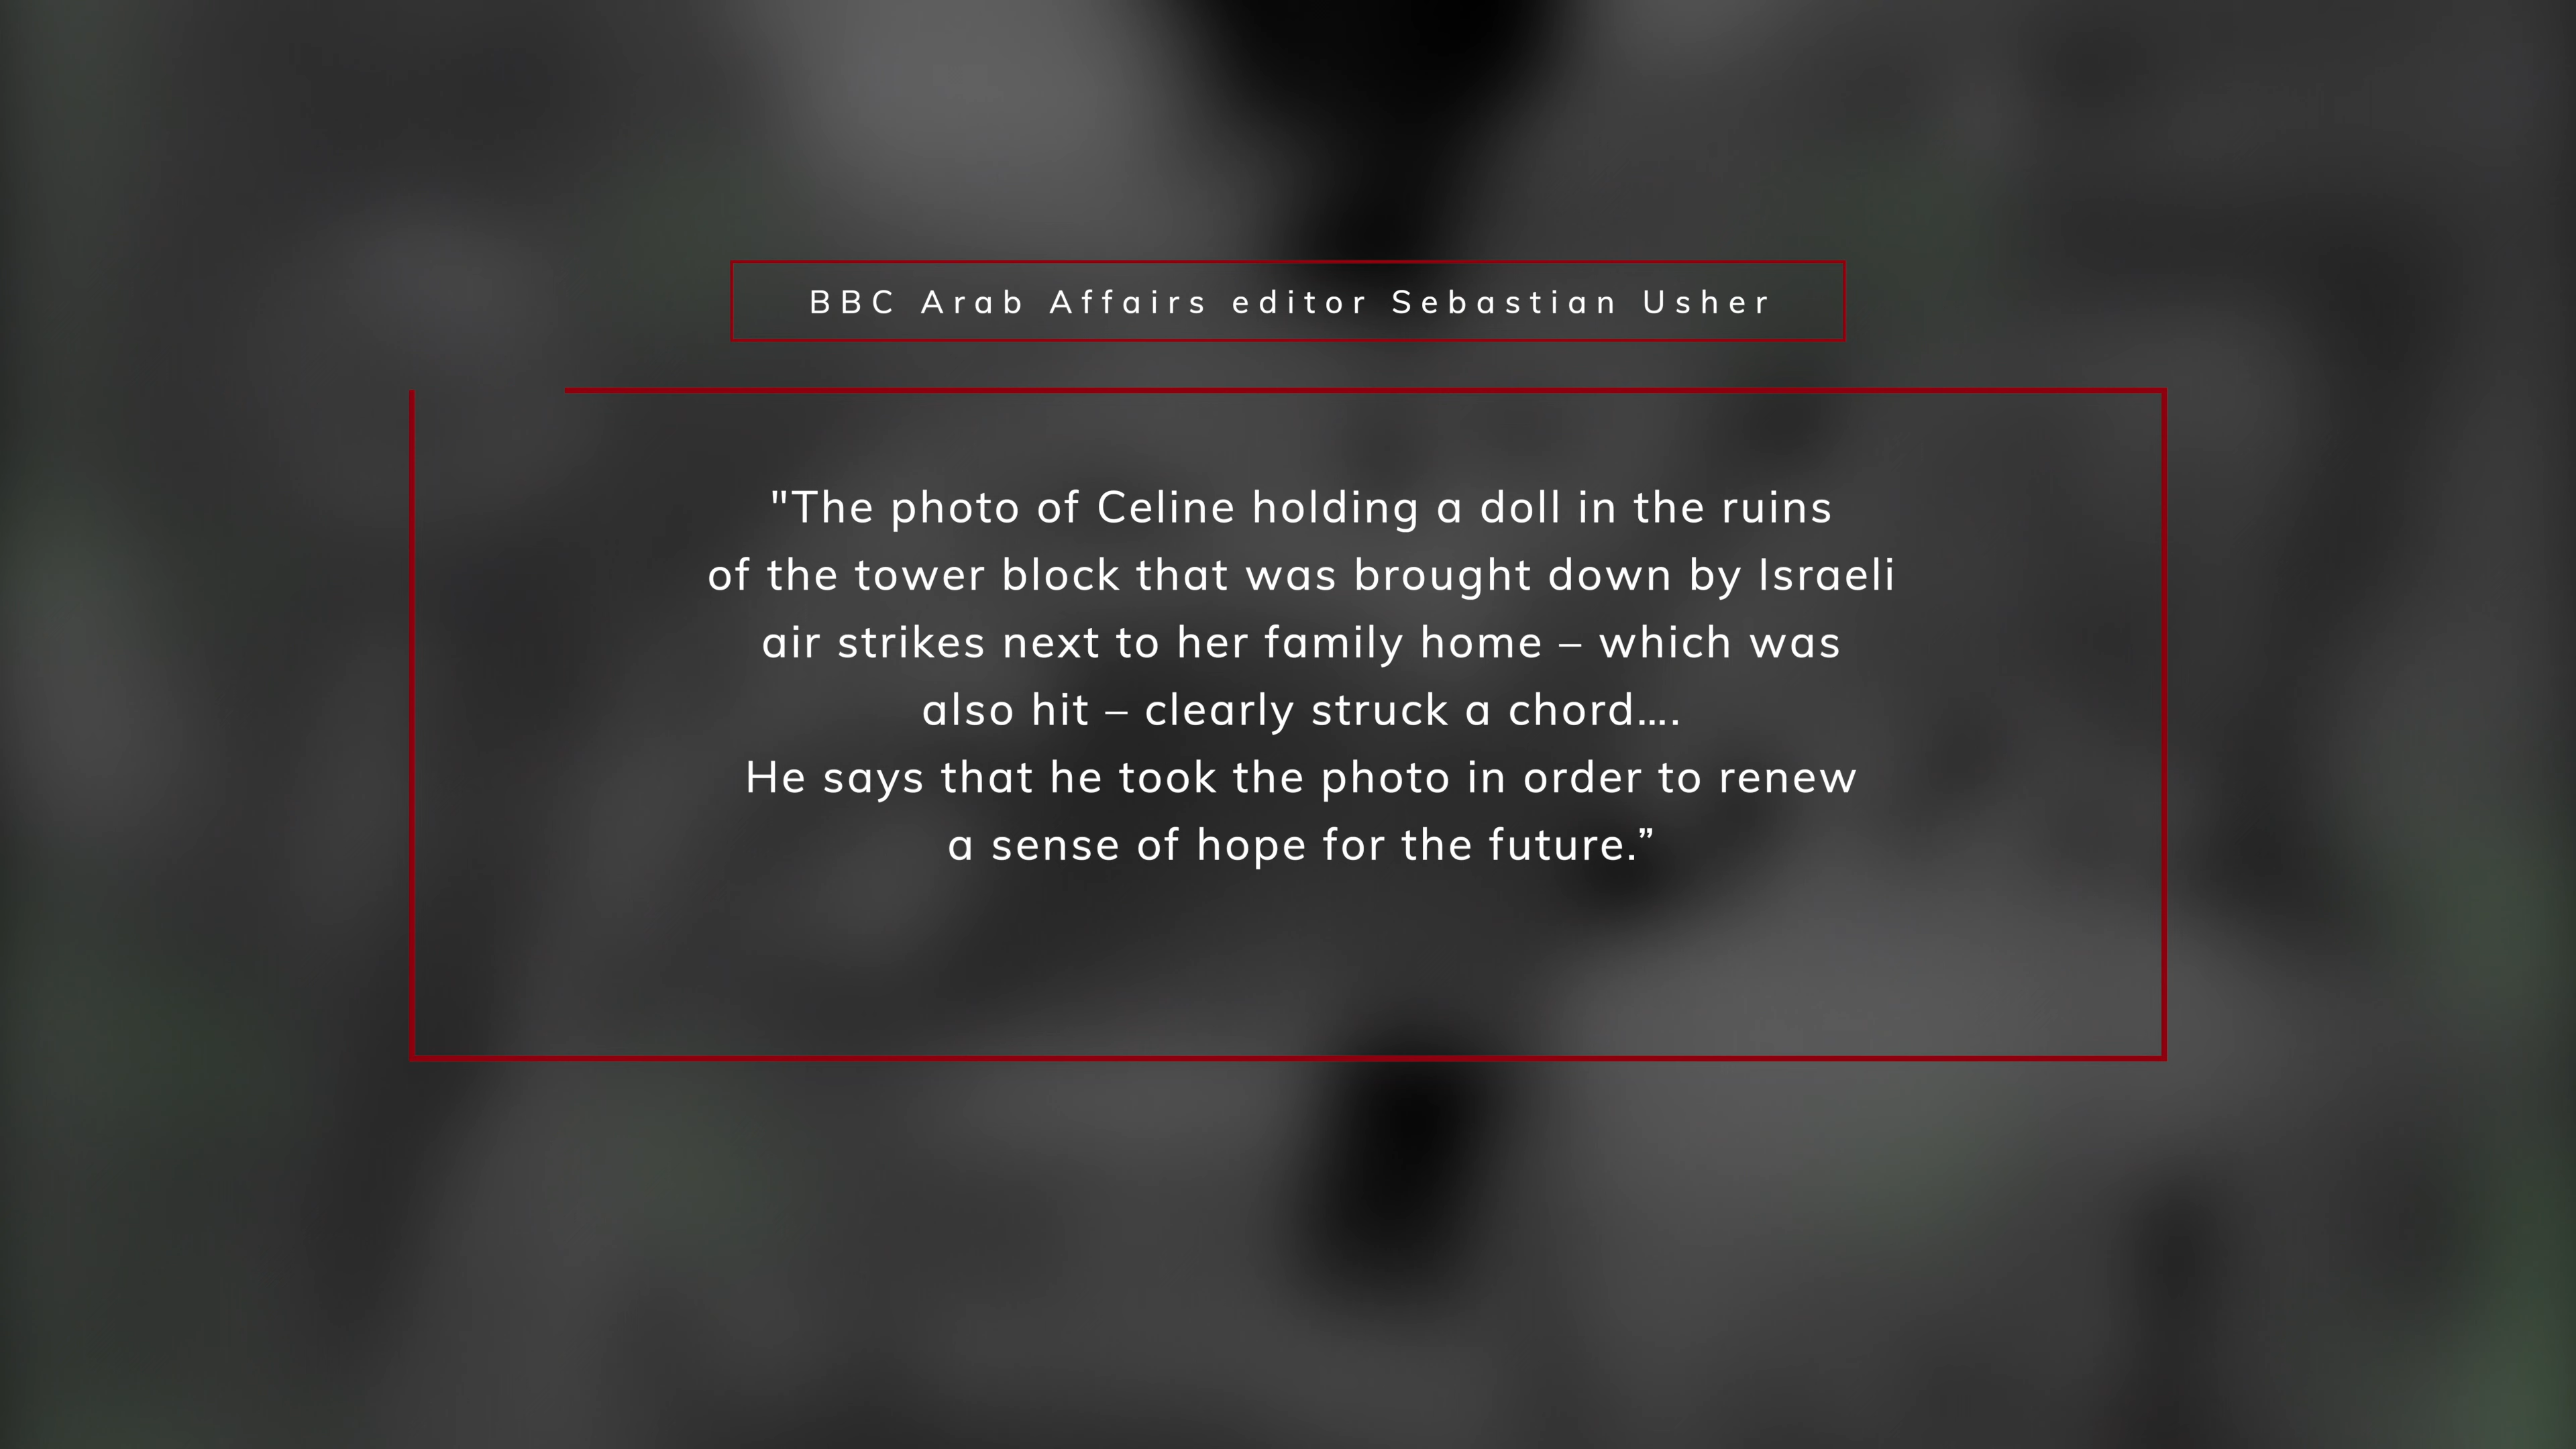 BBC Arab Affairs editor Sebastian Usher
"The photo of Celine holding a doll in the ruins
of the tower block that was brought down by Israeli
air strikes next to her family home – which was
also hit – clearly struck a chord....
He says that he took the photo in order to renew
a sense of hope for the future.”